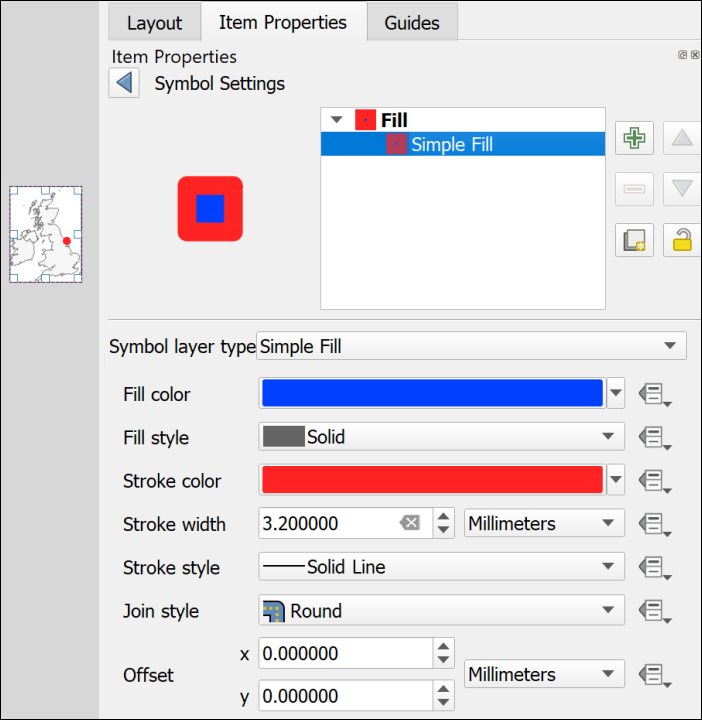 Layout Item Properties Guides
Item Properties
Symbol Settings
Fill
Simple Fill
Symbol layer type Simple Fill
Fill color
Fill style Solid
Stroke color
Stroke width 3.200000 Millimeters
Stroke style Solid Line
Join style Round
x 0.000000
Offset Millimeters
y 0.000000